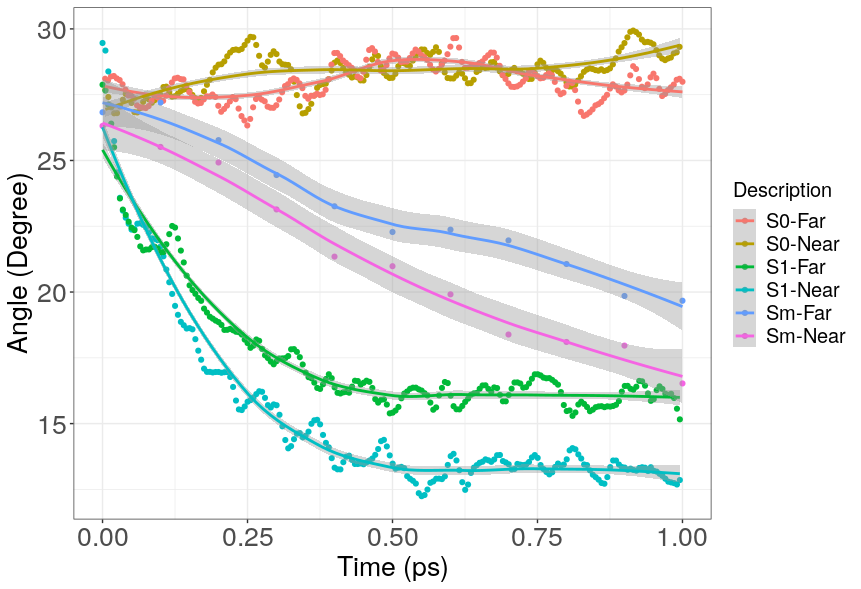 30
25
20
15
Angle (Degree)
0.00 0.25 0.50 0.75 1.00
Time (ps)
Description
S0-Far
S0-Near
S1-Far
S1-Near
Sm-Far
Sm-Near